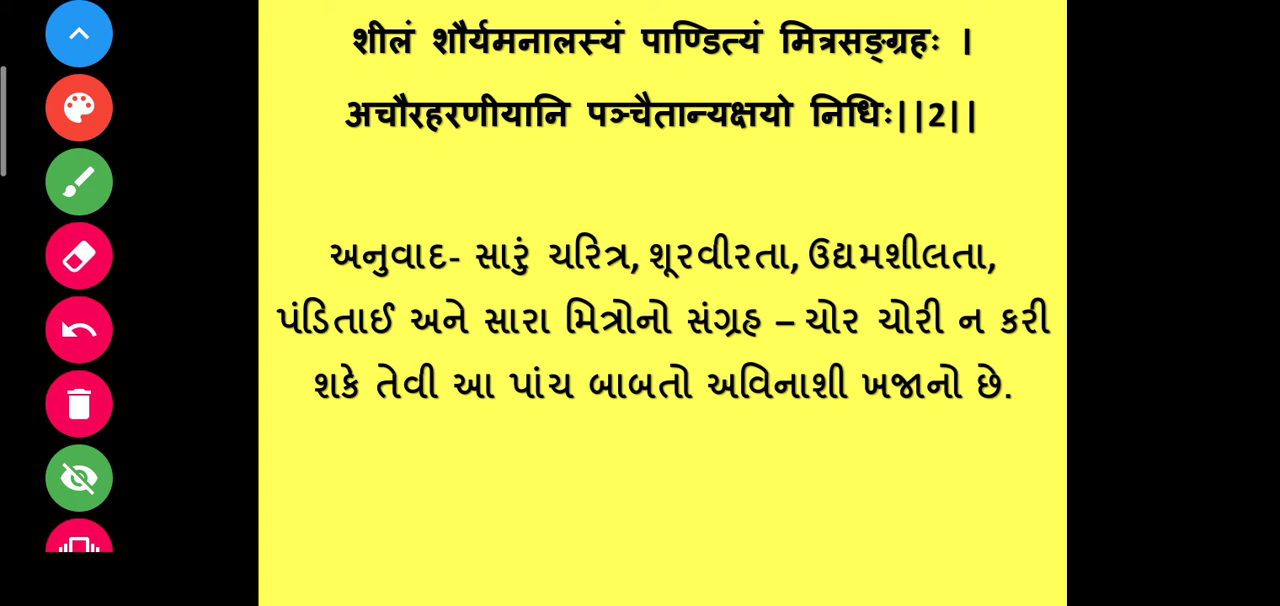 शीलं शौर्यमनालस्यं पाण्डित्यं मित्रसङ्ग्रहः ।
अचौरहरणीयानि पञ्चैतान्यक्षयो निधिः||2||
અનુવાદ- સારું ચરિત્ર, શૂરવીરતા, ઉદ્યમશીલતા,
પંડિતાઈ અને સારા મિત્રોનો સંગ્રહ – ચોર ચોરી ન કરી
શકે તેવી આ પાંચ બાબતો અવિનાશી ખજાનો છે.